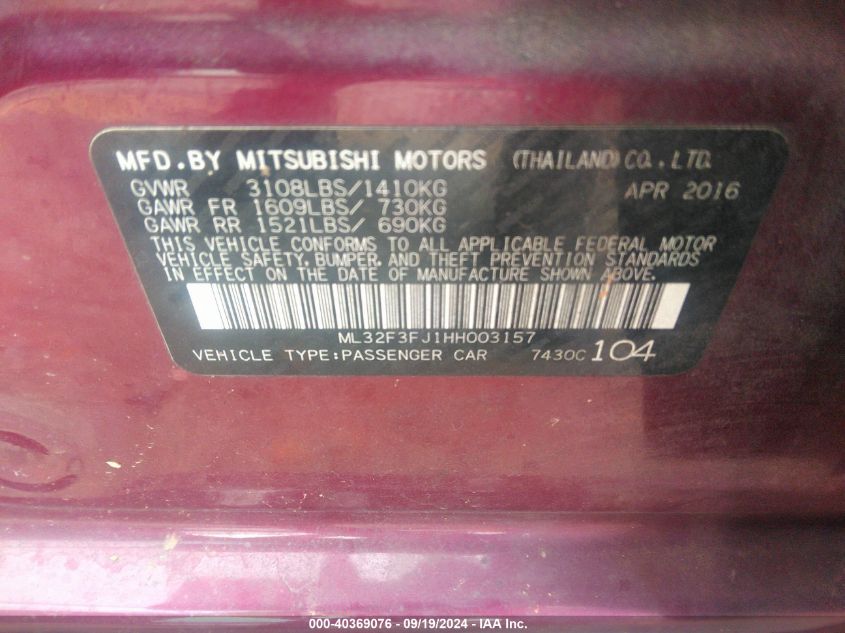 MFD.BY MITSUBISHI MOTORS (THAILAND) CO., LTD.
GVWR 3108LBS/1410KG APR 2016
GAWR FR 1609LBS/ 730KG
GAWR RR 1521LBS/ 690KG
THIS VEHICLE CONFORMS TO ALL APPLICABLE FEDERAL MOTOR
VEHICLE SAFETY, BUMPER, AND THEFT PREVENTION STANDARDS
IN EFFECT ON THE DATE OF MANUFACTURE SHOWN ABOVE.
ML32F3FJ1HH003157
VEHICLE TYPE:PASSENGER CAR 7430C 104
000-40369076 - 09/19/2024 - IAA Inc.